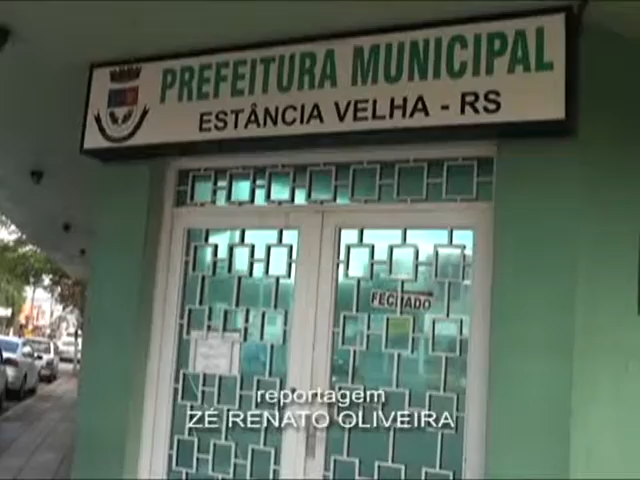 PREFEITURA MUNICIPAL
ESTÂNCIA VELHA - RS
FECHADO
reportagem
ZÉ RENATO OLIVEIRA